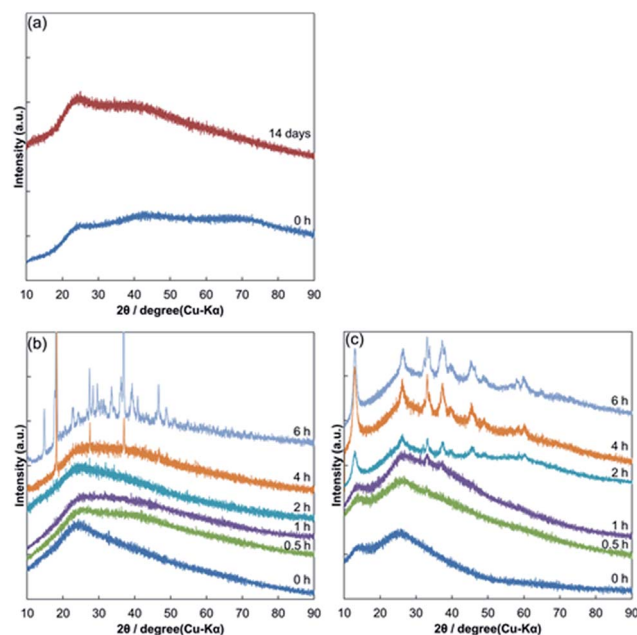 (a)
Intensity (a.u.)
14 days
0 h
10 20 30 40 50 60 70 80 90
2θ / degree(Cu-Kα)
(b)
Intensity (a.u.)
6 h
4 h
2 h
1 h
0.5 h
0 h
10 20 30 40 50 60 70 80 90
2θ / degree(Cu-Kα)
(c)
Intensity (a.u.)
6 h
4 h
2 h
1 h
0.5h
0 h
10 20 30 40 50 60 70 80 90
2θ / degree(Cu-Kα)